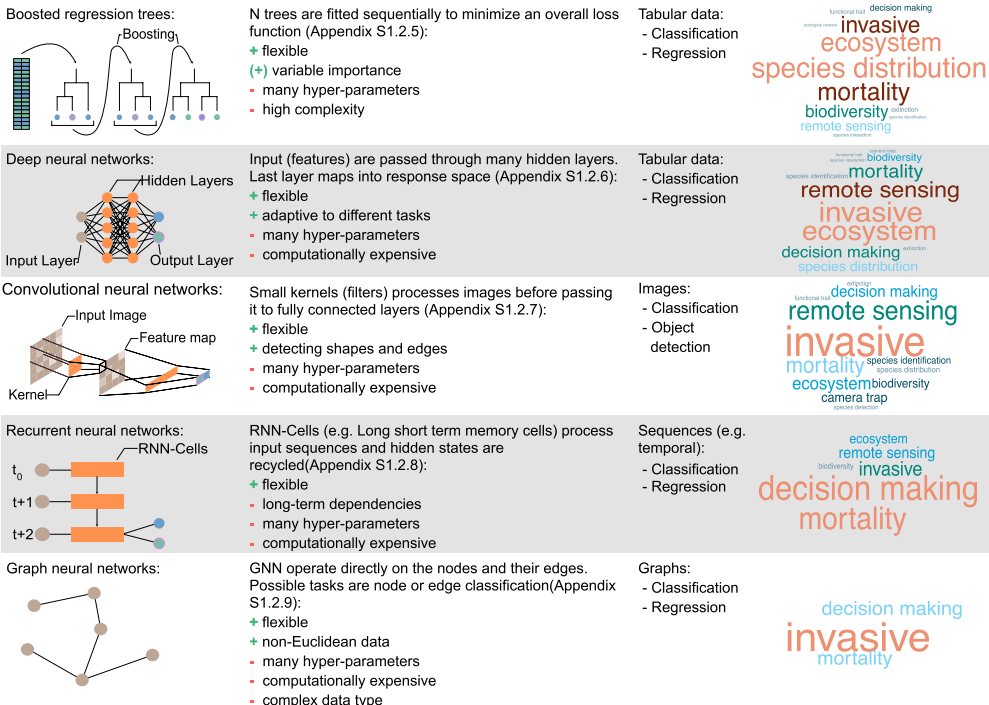 Boosted regression trees:
Boosting
N trees are fitted sequentially to minimize an overall loss
function (Appendix S1.2.5):
+ flexible
(+) variable importance
- many hyper-parameters
- high complexity
Tabular data:
- Classification
- Regression
decision making
functional trait
ecological network
invasive
ecosystem
species distribution
mortality
biodiversity
extinction
species identification
remote sensing
species interaction
Deep neural networks:
Hidden Layers
Input Layer
Output Layer
Input (features) are passed through many hidden layers.
Last layer maps into response space (Appendix S1.2.6):
+ flexible
+ adaptive to different tasks
- many hyper-parameters
- computationally expensive
Tabular data:
- Classification
- Regression
camera trap
functional trait
biodiversity
species interaction
mortality
species identification
remote sensing
invasive
ecosystem
extinction
decision making
species distribution
Convolutional neural networks:
Input Image
Feature map
Kernel
Small kernels (filters) processes images before passing
it to fully connected layers (Appendix S1.2.7):
+ flexible
+ detecting shapes and edges
- many hyper-parameters
- computationally expensive
Images:
- Classification
- Object
detection
extinction
decision making
functional trait
remote sensing
invasive
mortality
species identification
species distribution
ecosystem
biodiversity
camera trap
species detection
Recurrent neural networks:
RNN-Cells
t0
t+1
t+2
RNN-Cells (e.g. Long short term memory cells) process
input sequences and hidden states are
recycled(Appendix S1.2.8):
+ flexible
- long-term dependencies
- many hyper-parameters
- computationally expensive
Sequences (e.g.
temporal):
- Classification
- Regression
ecosystem
remote sensing
biodiversity
invasive
decision making
mortality
Graph neural networks:
GNN operate directly on the nodes and their edges.
Possible tasks are node or edge classification(Appendix
S1.2.9):
+ flexible
+ non-Euclidean data
- many hyper-parameters
- computationally expensive
- complex data type
Graphs:
- Classification
- Regression
decision making
invasive
mortality